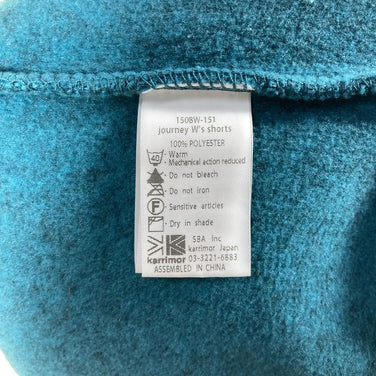 1508W-151
journey W's shorts
100% POLYESTER
40
- Warm
- Mechanical action reduced
- Do not bleach
- Do not iron
F
- Sensitive articles
- Dry in shade
SBA Inc
karrimor Japan
karrimor 03-3221-6883
ASSEMBLED IN CHINA